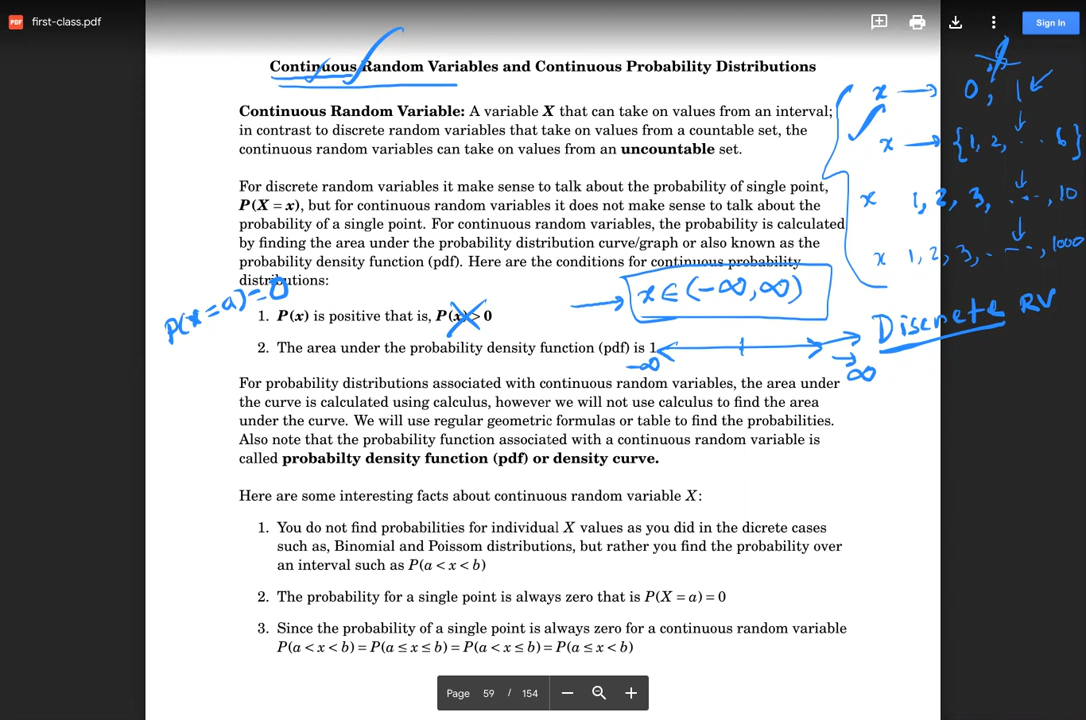 first-class.pdf
Sign In
Continuous Random Variables and Continuous Probability Distributions
Continuous Random Variable: A variable X that can take on values from an interval;
in contrast to discrete random variables that take on values from a countable set, the
continuous random variables can take on values from an uncountable set.
For discrete random variables it make sense to talk about the probability of single point,
P(X = x), but for continuous random variables it does not make sense to talk about the
probability of a single point. For continuous random variables, the probability is calculated
by finding the area under the probability distribution curve/graph or also known as the
probability density function (pdf). Here are the conditions for continuous probability
distributions:
1. P(x) is positive that is, P(x) > 0
2. The area under the probability density function (pdf) is 1
For probability distributions associated with continuous random variables, the area under
the curve is calculated using calculus, however we will not use calculus to find the area
under the curve. We will use regular geometric formulas or table to find the probabilities.
Also note that the probability function associated with a continuous random variable is
called probabilty density function (pdf) or density curve.
Here are some interesting facts about continuous random variable X:
1. You do not find probabilities for individual X values as you did in the dicrete cases
such as, Binomial and Poissom distributions, but rather you find the probability over
an interval such as P(a < x < b)
2. The probability for a single point is always zero that is P(X = a) = 0
3. Since the probability of a single point is always zero for a continuous random variable
P(a < x < b) = P(a ≤ x ≤ b) = P(a < x ≤ b) = P(a ≤ x < b)
x → 0, 1
x → {1, 2, .. . 6}
x 1, 2, 3, ...., 10
x 1, 2, 3, . - .. , 1000
x ∈ (-∞, ∞)
P(x=a)=0
Discrete RV
-∞
∞
Page 59 / 154